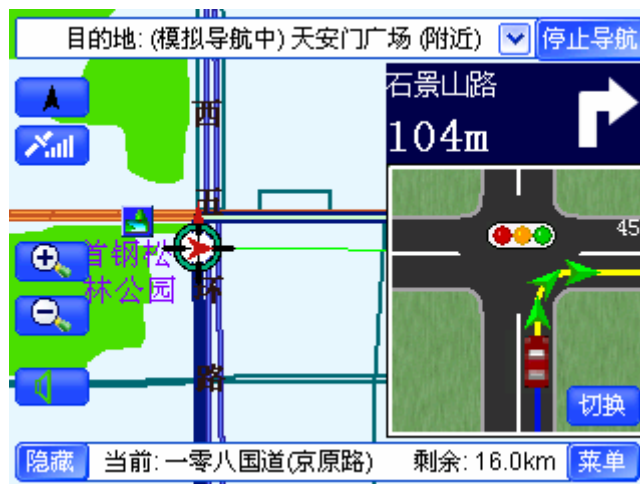 目的地: (模拟导航中) 天安门广场 (附近)
停止导航
石景山路
104m
西五环路
首钢松
林公园
45
切换
隐藏
当前: 一零八国道(京原路)
剩余: 16.0km
菜单